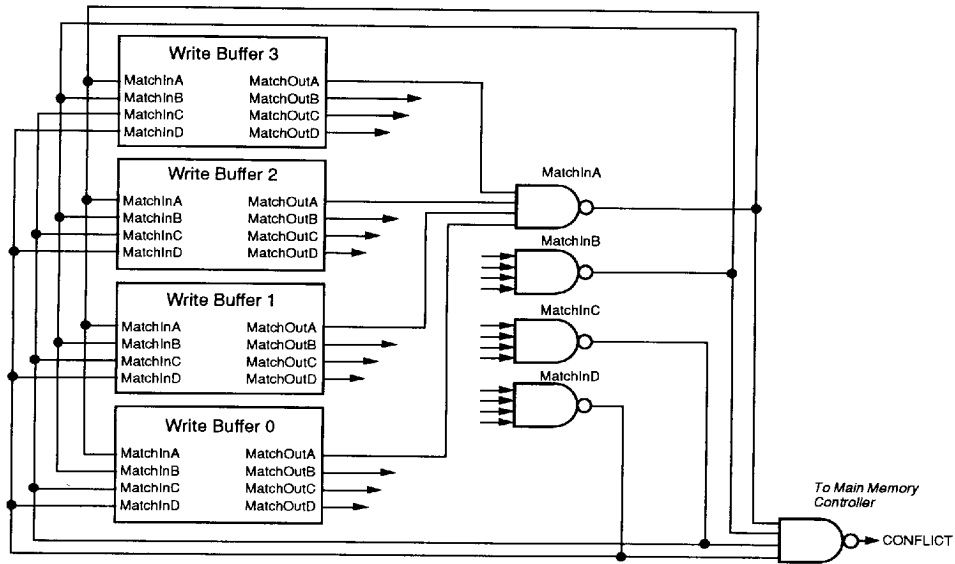 Write Buffer 3
MatchInA MatchOutA
MatchInB MatchOutB
MatchInC MatchOutC
MatchInD MatchOutD
Write Buffer 2
MatchInA MatchOutA
MatchInB MatchOutB
MatchInC MatchOutC
MatchInD MatchOutD
Write Buffer 1
MatchInA MatchOutA
MatchInB MatchOutB
MatchInC MatchOutC
MatchInD MatchOutD
Write Buffer 0
MatchInA MatchOutA
MatchInB MatchOutB
MatchInC MatchOutC
MatchInD MatchOutD
MatchInA
MatchInB
MatchInC
MatchInD
To Main Memory
Controller
CONFLICT